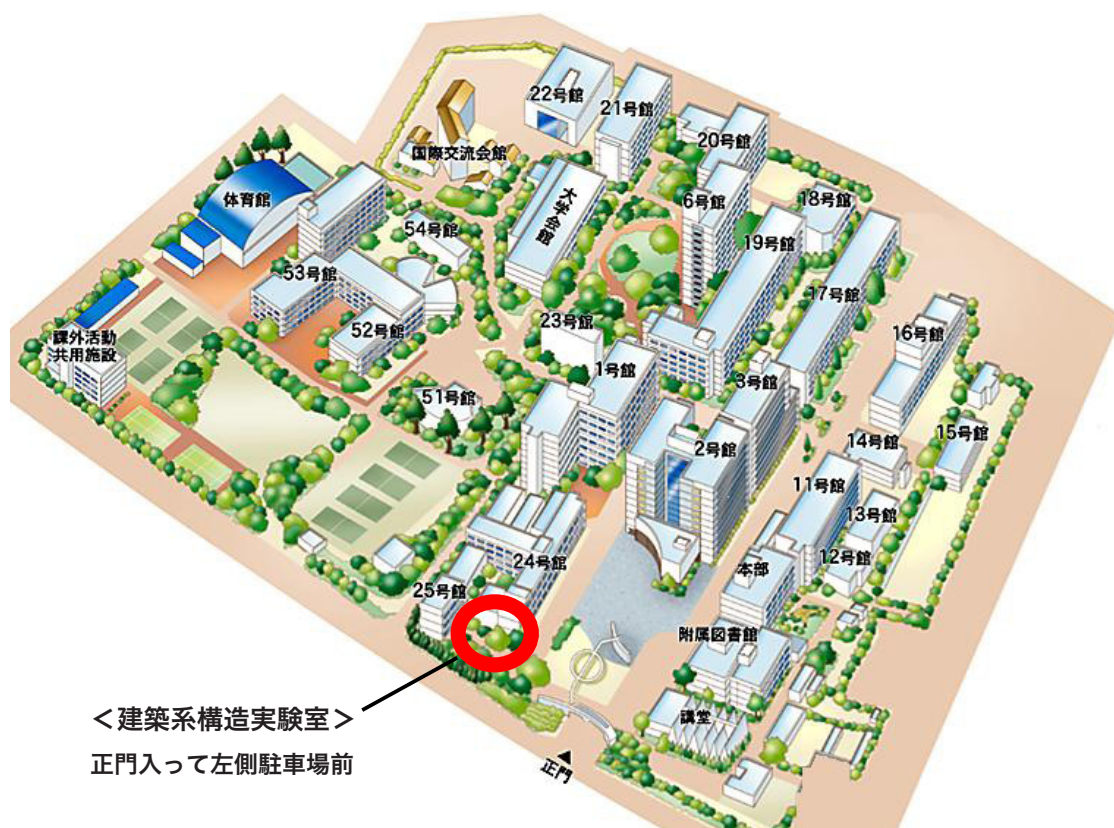 22号館
21号館
20号館
国際交流会館
体育館
大学会館
6号館
18号館
54号館
19号館
53号館
17号館
52号館
23号館
16号館
課外活動
共用施設
1号館
3号館
51号館
2号館
14号館
15号館
11号館
13号館
24号館
12号館
本部
25号館
附属図書館
講堂
＜建築系構造実験室＞
正門入って左側駐車場前
正門